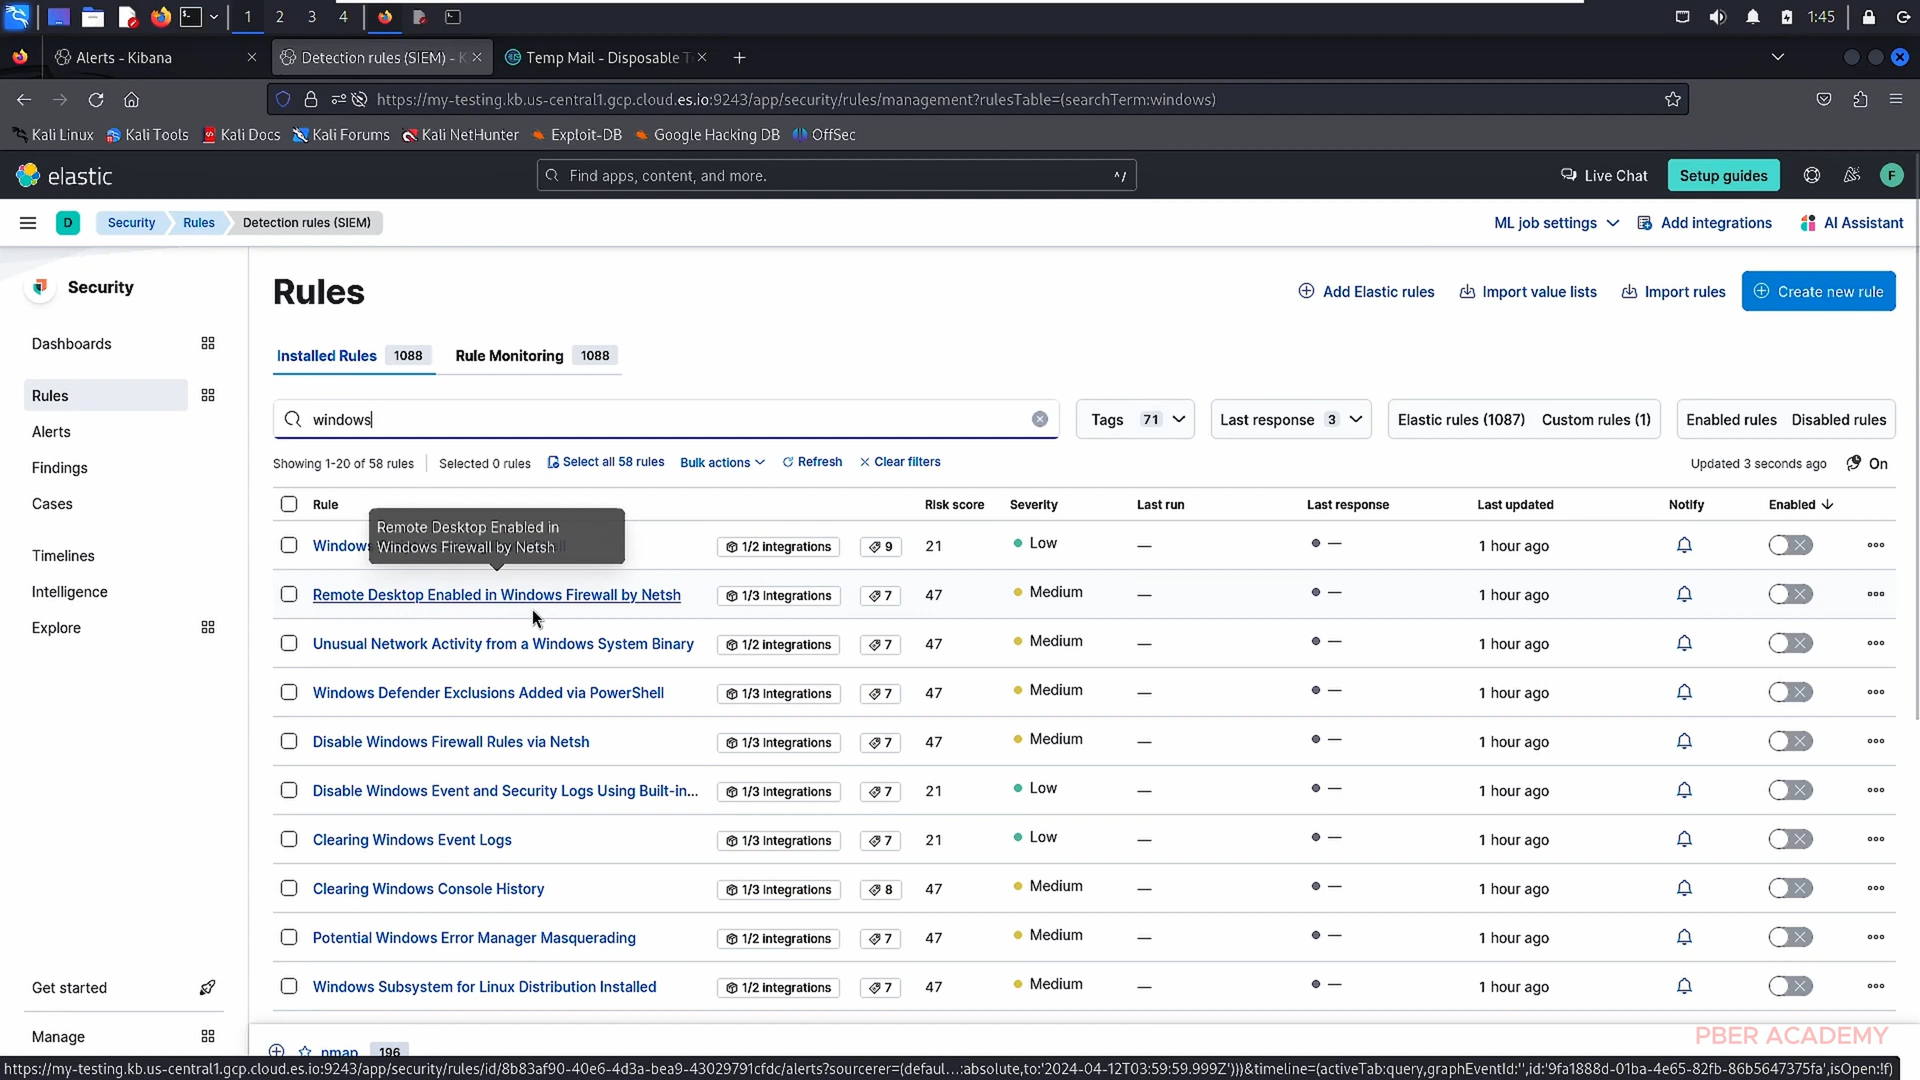 1 2 3 4 1:45
Alerts - Kibana Detection rules (SIEM) - K Temp Mail - Disposable T
https://my-testing.kb.us-central1.gcp.cloud.es.io:9243/app/security/rules/management?rulesTable=(searchTerm:windows)
Kali Linux Kali Tools Kali Docs Kali Forums Kali NetHunter Exploit-DB Google Hacking DB OffSec
elastic Find apps, content, and more. ^/ Live Chat Setup guides F
D Security Rules Detection rules (SIEM) ML job settings Add integrations AI Assistant
Security
Dashboards
Rules
Alerts
Findings
Cases
Timelines
Intelligence
Explore
Get started
Manage
Rules Add Elastic rules Import value lists Import rules Create new rule
Installed Rules 1088 Rule Monitoring 1088
windows Tags 71 Last response 3 Elastic rules (1087) Custom rules (1) Enabled rules Disabled rules
Showing 1-20 of 58 rules Selected 0 rules Select all 58 rules Bulk actions Refresh Clear filters Updated 3 seconds ago On
Rule Risk score Severity Last run Last response Last updated Notify Enabled
Remote Desktop Enabled in
Windows Firewall by Netsh
Windows 1/2 integrations 9 21 Low — — 1 hour ago
Remote Desktop Enabled in Windows Firewall by Netsh 1/3 integrations 7 47 Medium — — 1 hour ago
Unusual Network Activity from a Windows System Binary 1/2 integrations 7 47 Medium — — 1 hour ago
Windows Defender Exclusions Added via PowerShell 1/3 integrations 7 47 Medium — — 1 hour ago
Disable Windows Firewall Rules via Netsh 1/3 integrations 7 47 Medium — — 1 hour ago
Disable Windows Event and Security Logs Using Built-in... 1/3 integrations 7 21 Low — — 1 hour ago
Clearing Windows Event Logs 1/3 integrations 7 21 Low — — 1 hour ago
Clearing Windows Console History 1/3 integrations 8 47 Medium — — 1 hour ago
Potential Windows Error Manager Masquerading 1/2 integrations 7 47 Medium — — 1 hour ago
Windows Subsystem for Linux Distribution Installed 1/2 integrations 7 47 Medium — — 1 hour ago
nmap 196
PBER ACADEMY
https://my-testing.kb.us-central1.gcp.cloud.es.io:9243/app/security/rules/id/8b83af90-40e6-4d3a-bea9-43029791cfdc/alerts?sourcerer=(defaul...:absolute,to:'2024-04-12T03:59:59.999Z')))&timeline=(activeTab:query,graphEventId:'',id:'9fa1888d-01ba-4e65-82fb-86b5647375fa',isOpen:!f)